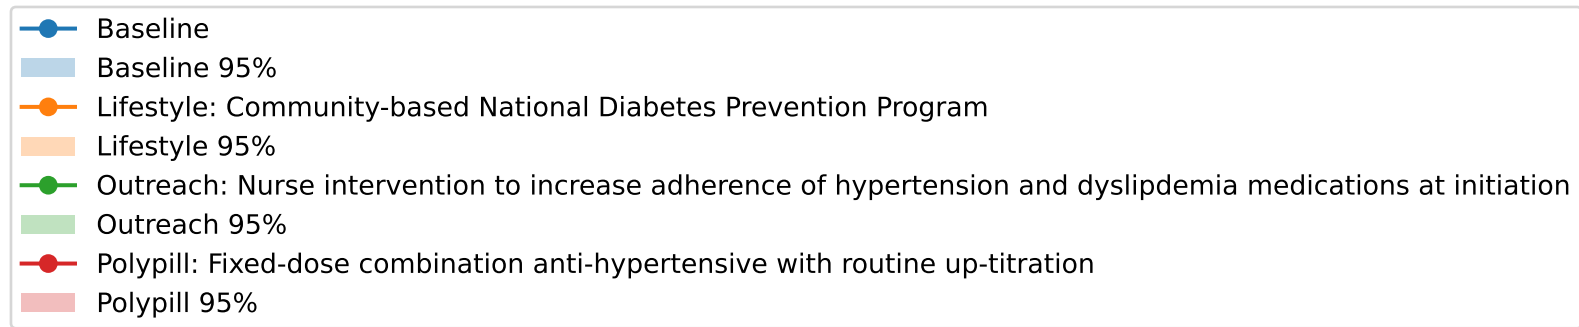 Baseline
Baseline 95%
Lifestyle: Community-based National Diabetes Prevention Program
Lifestyle 95%
Outreach: Nurse intervention to increase adherence of hypertension and dyslipdemia medications at initiation
Outreach 95%
Polypill: Fixed-dose combination anti-hypertensive with routine up-titration
Polypill 95%